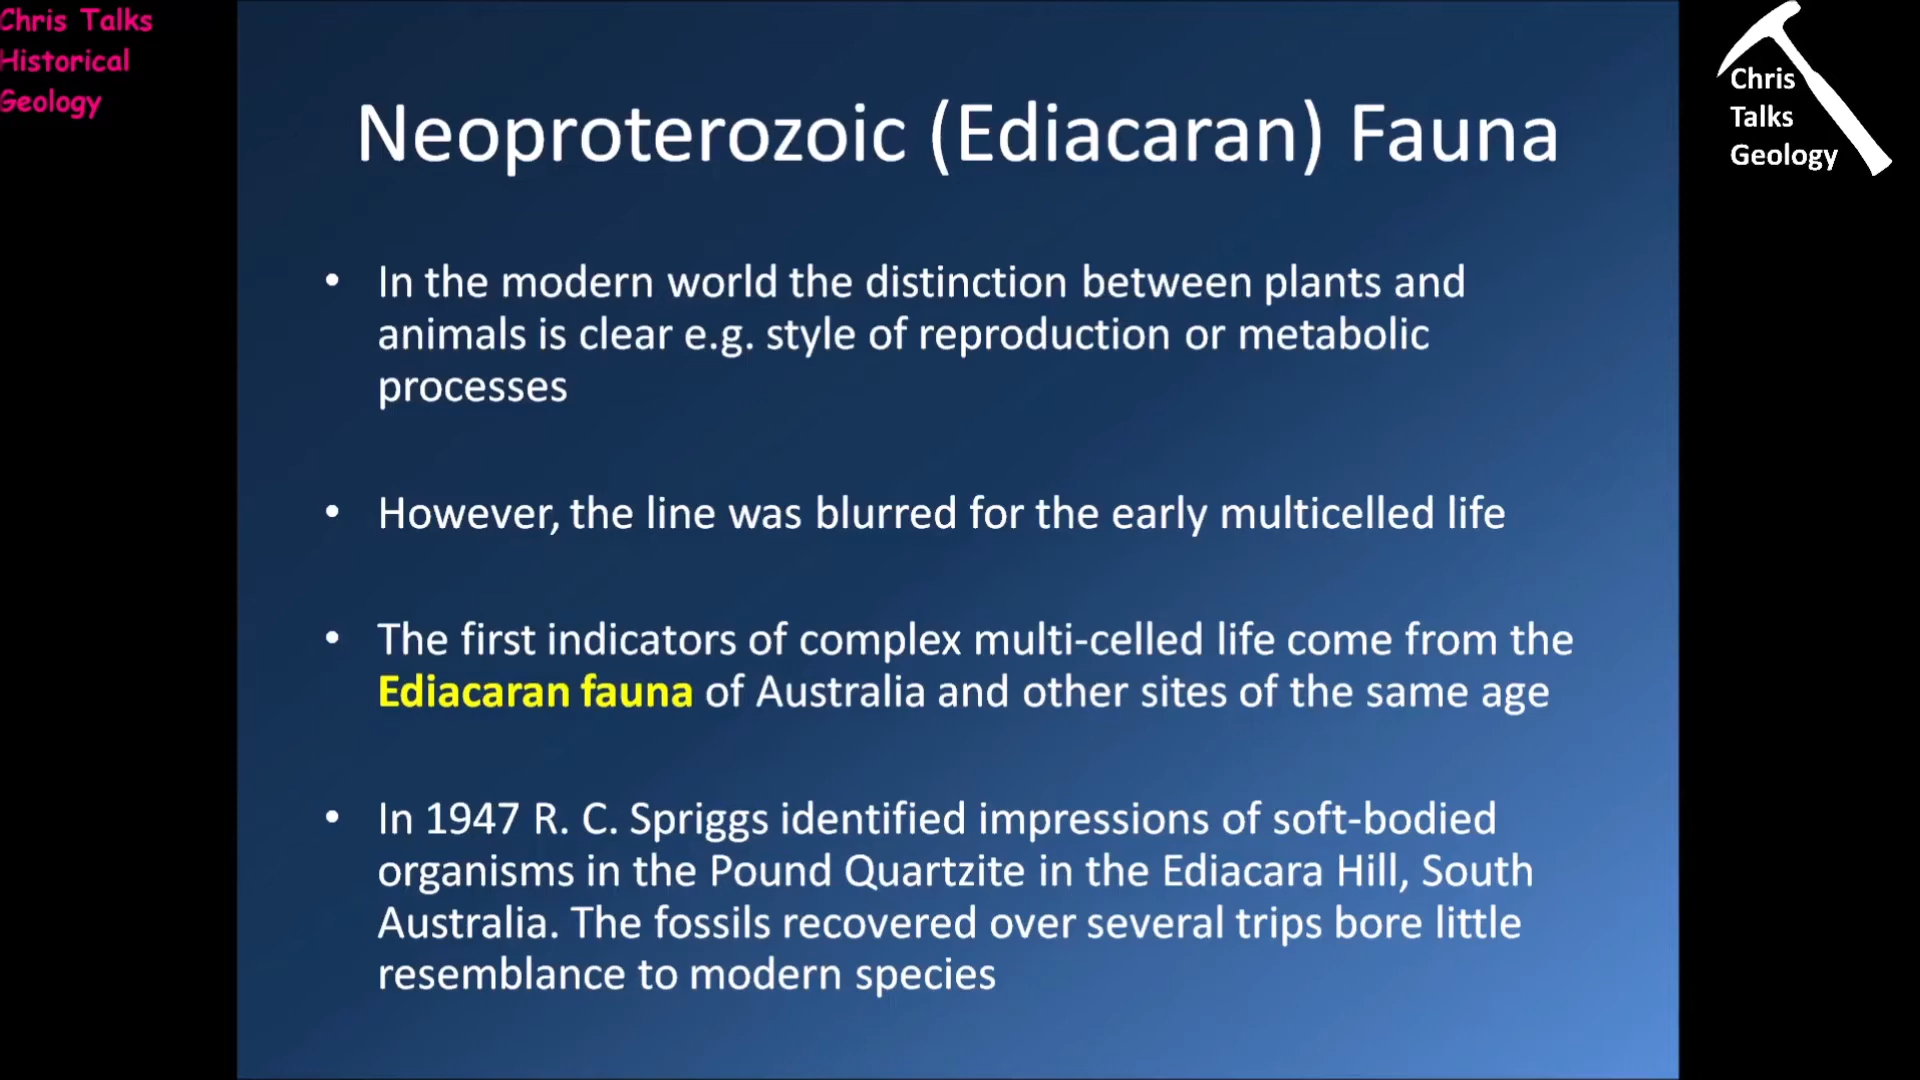 Chris Talks
Historical
Geology
Chris
Talks
Geology
Neoproterozoic (Ediacaran) Fauna
• In the modern world the distinction between plants and
animals is clear e.g. style of reproduction or metabolic
processes
• However, the line was blurred for the early multicelled life
• The first indicators of complex multi-celled life come from the
Ediacaran fauna of Australia and other sites of the same age
• In 1947 R. C. Spriggs identified impressions of soft-bodied
organisms in the Pound Quartzite in the Ediacara Hill, South
Australia. The fossils recovered over several trips bore little
resemblance to modern species